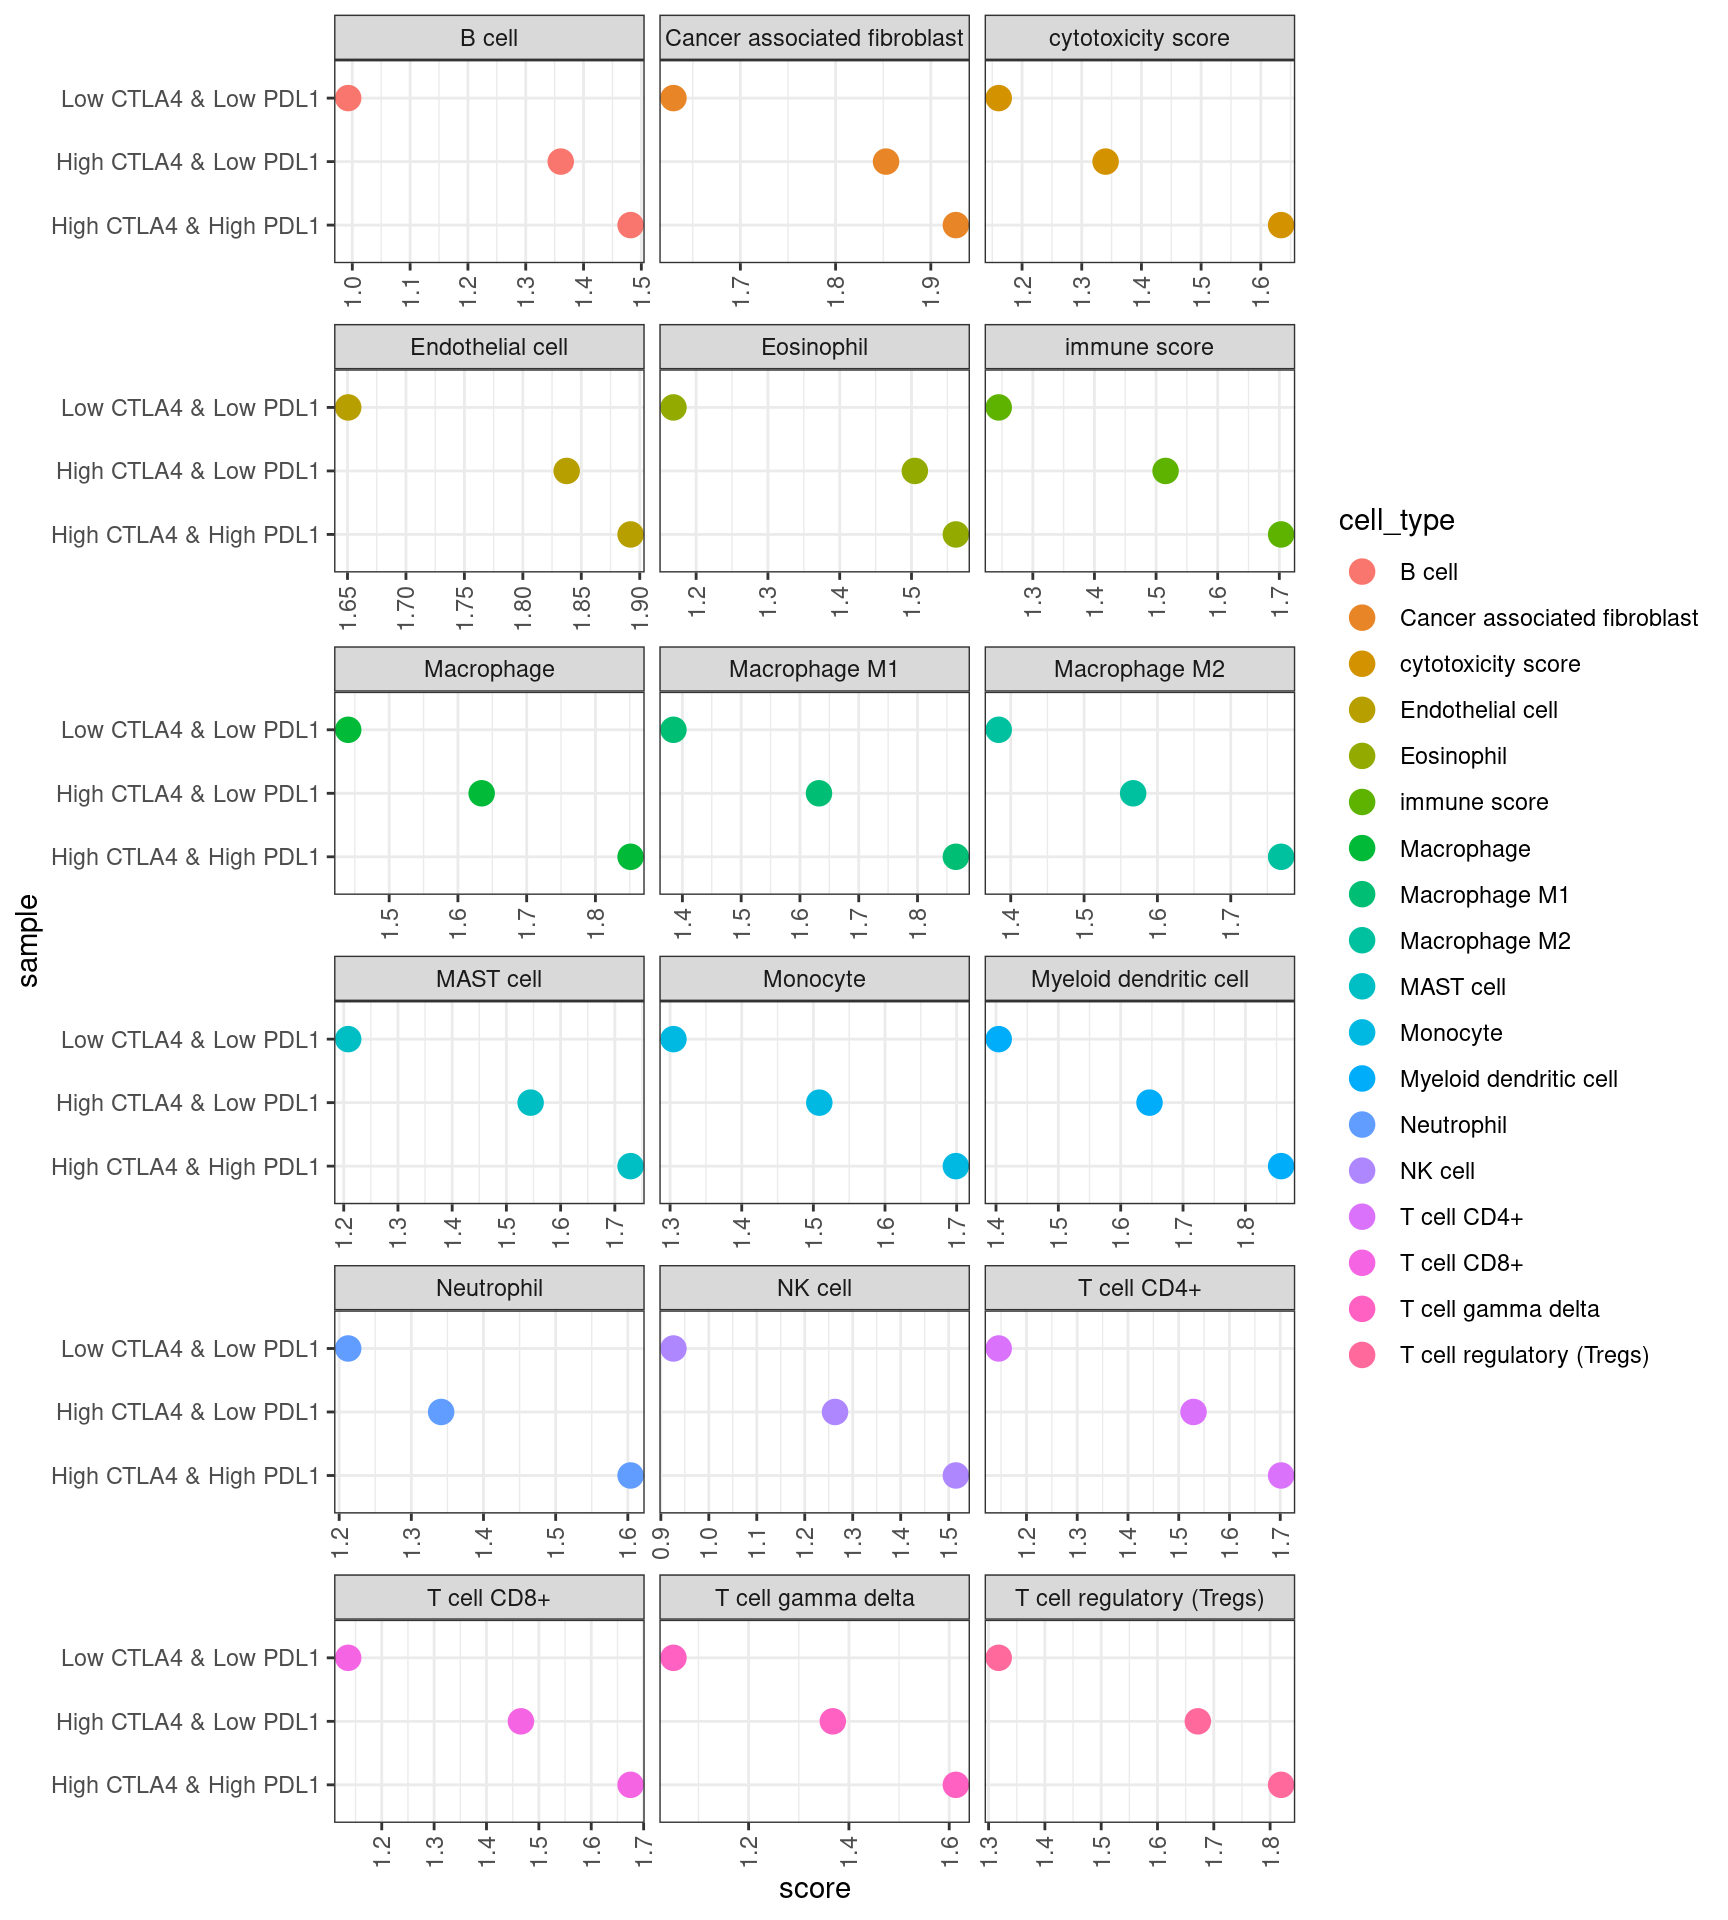 B cell
Cancer associated fibroblast
cytotoxicity score
Low CTLA4 & Low PDL1
High CTLA4 & Low PDL1
High CTLA4 & High PDL1
1.0 1.1 1.2 1.3 1.4 1.5
1.7 1.8 1.9
1.2 1.3 1.4 1.5 1.6
Endothelial cell
Eosinophil
immune score
Low CTLA4 & Low PDL1
High CTLA4 & Low PDL1
High CTLA4 & High PDL1
1.65 1.70 1.75 1.80 1.85 1.90
1.2 1.3 1.4 1.5
1.3 1.4 1.5 1.6 1.7
Macrophage
Macrophage M1
Macrophage M2
Low CTLA4 & Low PDL1
High CTLA4 & Low PDL1
High CTLA4 & High PDL1
1.5 1.6 1.7 1.8
1.4 1.5 1.6 1.7 1.8
1.4 1.5 1.6 1.7
MAST cell
Monocyte
Myeloid dendritic cell
Low CTLA4 & Low PDL1
High CTLA4 & Low PDL1
High CTLA4 & High PDL1
1.2 1.3 1.4 1.5 1.6 1.7
1.3 1.4 1.5 1.6 1.7
1.4 1.5 1.6 1.7 1.8
Neutrophil
NK cell
T cell CD4+
Low CTLA4 & Low PDL1
High CTLA4 & Low PDL1
High CTLA4 & High PDL1
1.2 1.3 1.4 1.5 1.6
0.9 1.0 1.1 1.2 1.3 1.4 1.5
1.2 1.3 1.4 1.5 1.6 1.7
T cell CD8+
T cell gamma delta
T cell regulatory (Tregs)
Low CTLA4 & Low PDL1
High CTLA4 & Low PDL1
High CTLA4 & High PDL1
1.2 1.3 1.4 1.5 1.6 1.7
1.2 1.4 1.6
1.3 1.4 1.5 1.6 1.7 1.8
score
sample
cell_type
B cell
Cancer associated fibroblast
cytotoxicity score
Endothelial cell
Eosinophil
immune score
Macrophage
Macrophage M1
Macrophage M2
MAST cell
Monocyte
Myeloid dendritic cell
Neutrophil
NK cell
T cell CD4+
T cell CD8+
T cell gamma delta
T cell regulatory (Tregs)